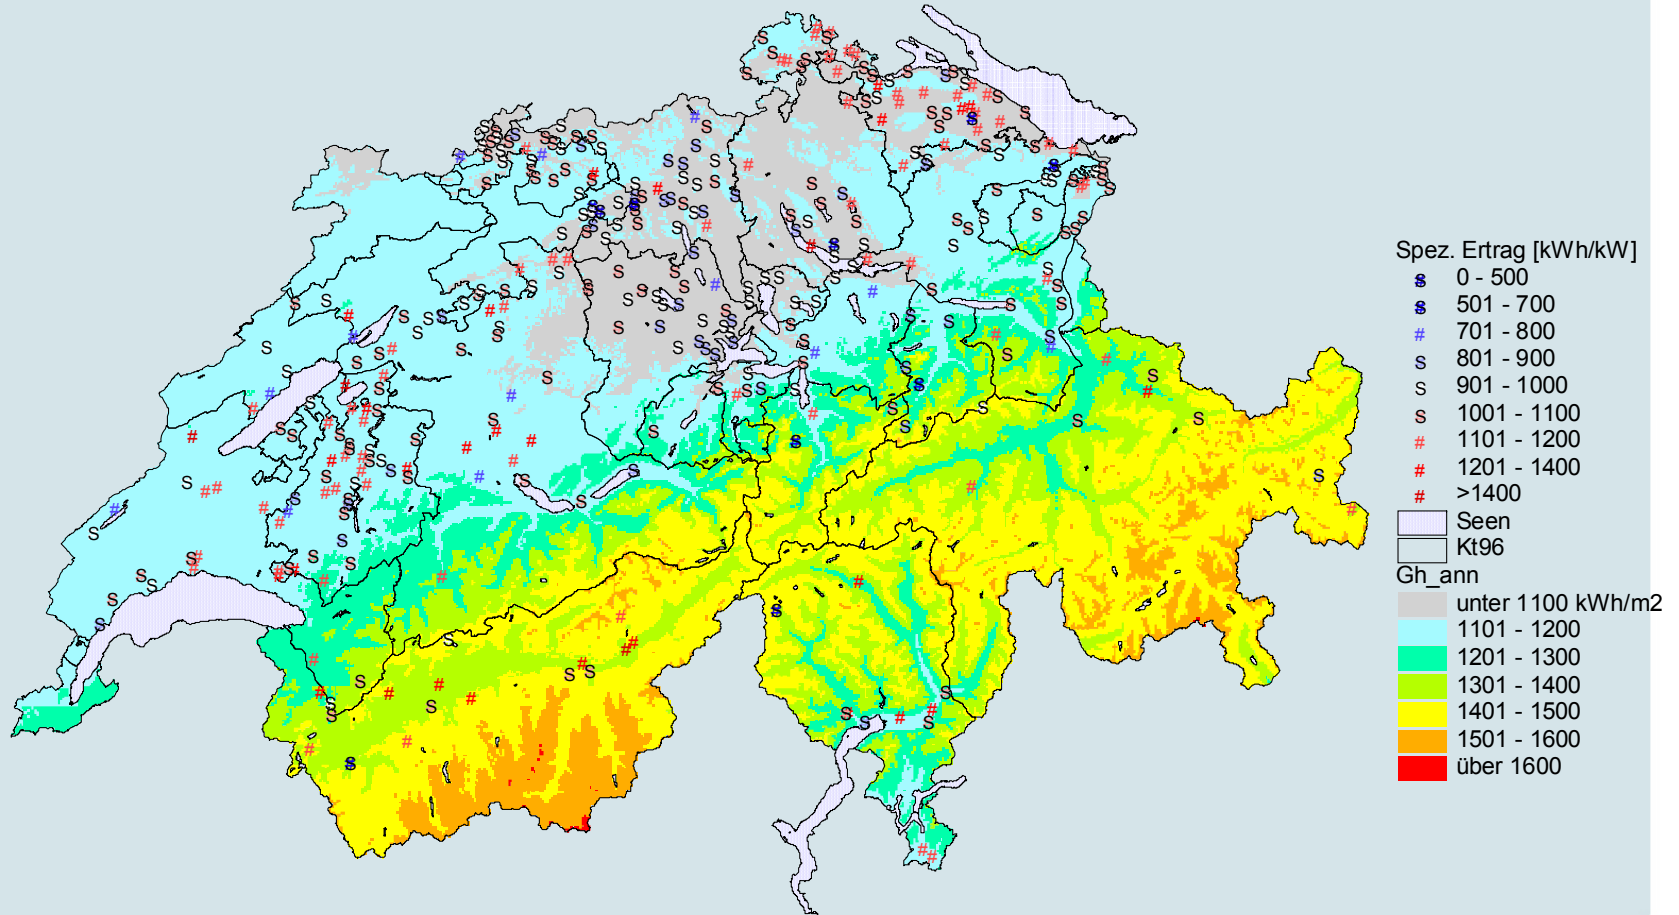 Spez. Ertrag [kWh/kW]
S 0 - 500
S 501 - 700
# 701 - 800
S 801 - 900
S 901 - 1000
S 1001 - 1100
# 1101 - 1200
# 1201 - 1400
# >1400
Seen
Kt96
Gh_ann
unter 1100 kWh/m2
1101 - 1200
1201 - 1300
1301 - 1400
1401 - 1500
1501 - 1600
über 1600